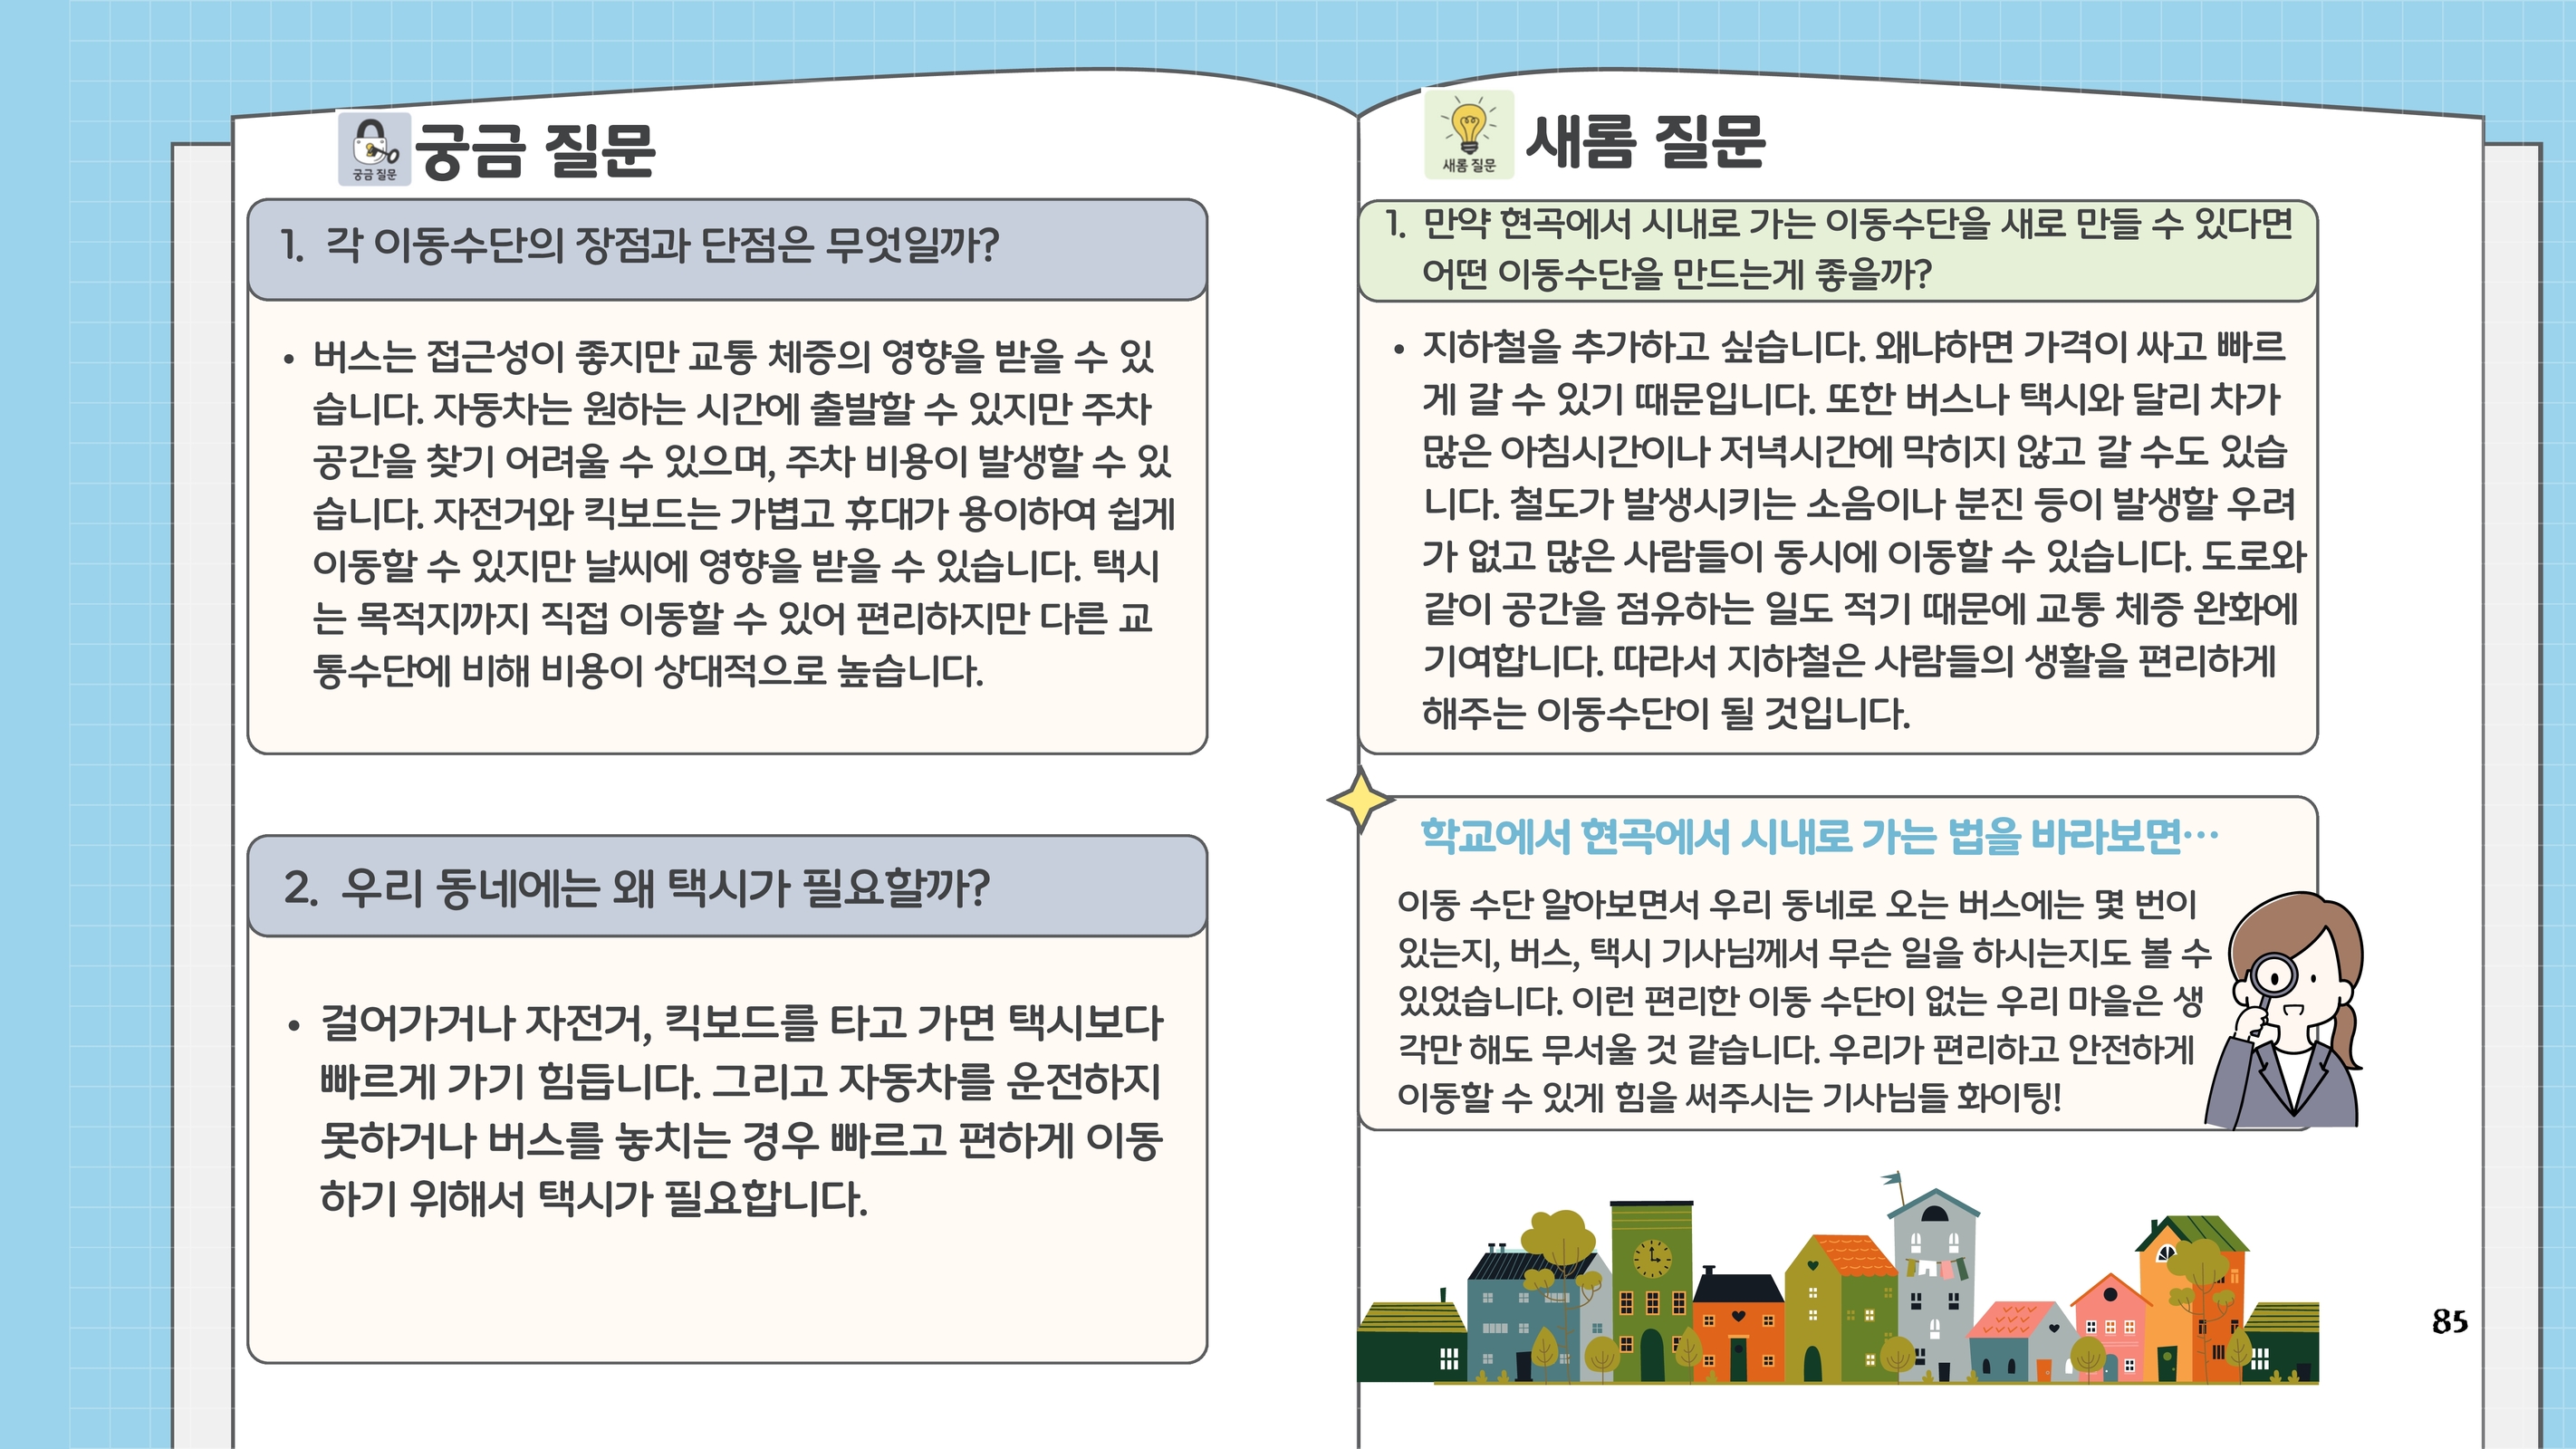 궁금 질문
궁금 질문
1. 각 이동수단의 장점과 단점은 무엇일까?
• 버스는 접근성이 좋지만 교통 체증의 영향을 받을 수 있
습니다. 자동차는 원하는 시간에 출발할 수 있지만 주차
공간을 찾기 어려울 수 있으며, 주차 비용이 발생할 수 있
습니다. 자전거와 킥보드는 가볍고 휴대가 용이하여 쉽게
이동할 수 있지만 날씨에 영향을 받을 수 있습니다. 택시
는 목적지까지 직접 이동할 수 있어 편리하지만 다른 교
통수단에 비해 비용이 상대적으로 높습니다.
2. 우리 동네에는 왜 택시가 필요할까?
• 걸어가거나 자전거, 킥보드를 타고 가면 택시보다
빠르게 가기 힘듭니다. 그리고 자동차를 운전하지
못하거나 버스를 놓치는 경우 빠르고 편하게 이동
하기 위해서 택시가 필요합니다.
새롬 질문
새롬 질문
1. 만약 현곡에서 시내로 가는 이동수단을 새로 만들 수 있다면
어떤 이동수단을 만드는게 좋을까?
• 지하철을 추가하고 싶습니다. 왜냐하면 가격이 싸고 빠르
게 갈 수 있기 때문입니다. 또한 버스나 택시와 달리 차가
많은 아침시간이나 저녁시간에 막히지 않고 갈 수도 있습
니다. 철도가 발생시키는 소음이나 분진 등이 발생할 우려
가 없고 많은 사람들이 동시에 이동할 수 있습니다. 도로와
같이 공간을 점유하는 일도 적기 때문에 교통 체증 완화에
기여합니다. 따라서 지하철은 사람들의 생활을 편리하게
해주는 이동수단이 될 것입니다.
학교에서 현곡에서 시내로 가는 법을 바라보면…
이동 수단 알아보면서 우리 동네로 오는 버스에는 몇 번이
있는지, 버스, 택시 기사님께서 무슨 일을 하시는지도 볼 수
있었습니다. 이런 편리한 이동 수단이 없는 우리 마을은 생
각만 해도 무서울 것 같습니다. 우리가 편리하고 안전하게
이동할 수 있게 힘을 써주시는 기사님들 화이팅!
85